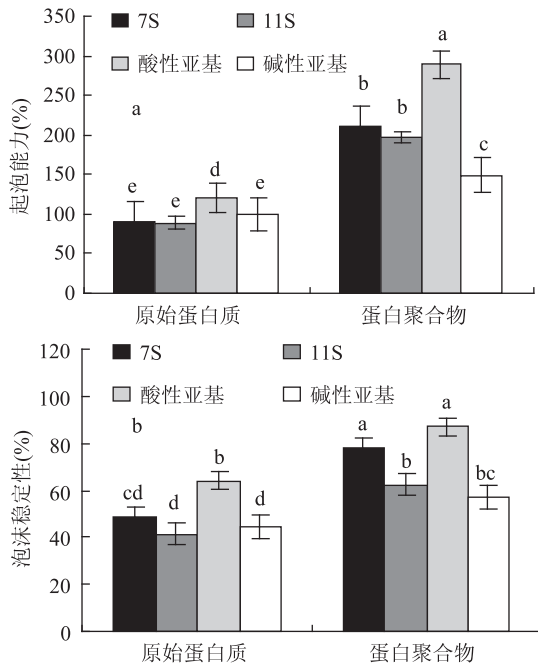 350
300
250
200
150
100
50
0
起泡能力(%)
7S
11S
酸性亚基
碱性亚基
a
e
e
d
e
b
b
a
c
原始蛋白质
蛋白聚合物
120
100
80
60
40
20
0
泡沫稳定性(%)
7S
11S
酸性亚基
碱性亚基
b
cd
d
b
d
a
b
a
bc
原始蛋白质
蛋白聚合物